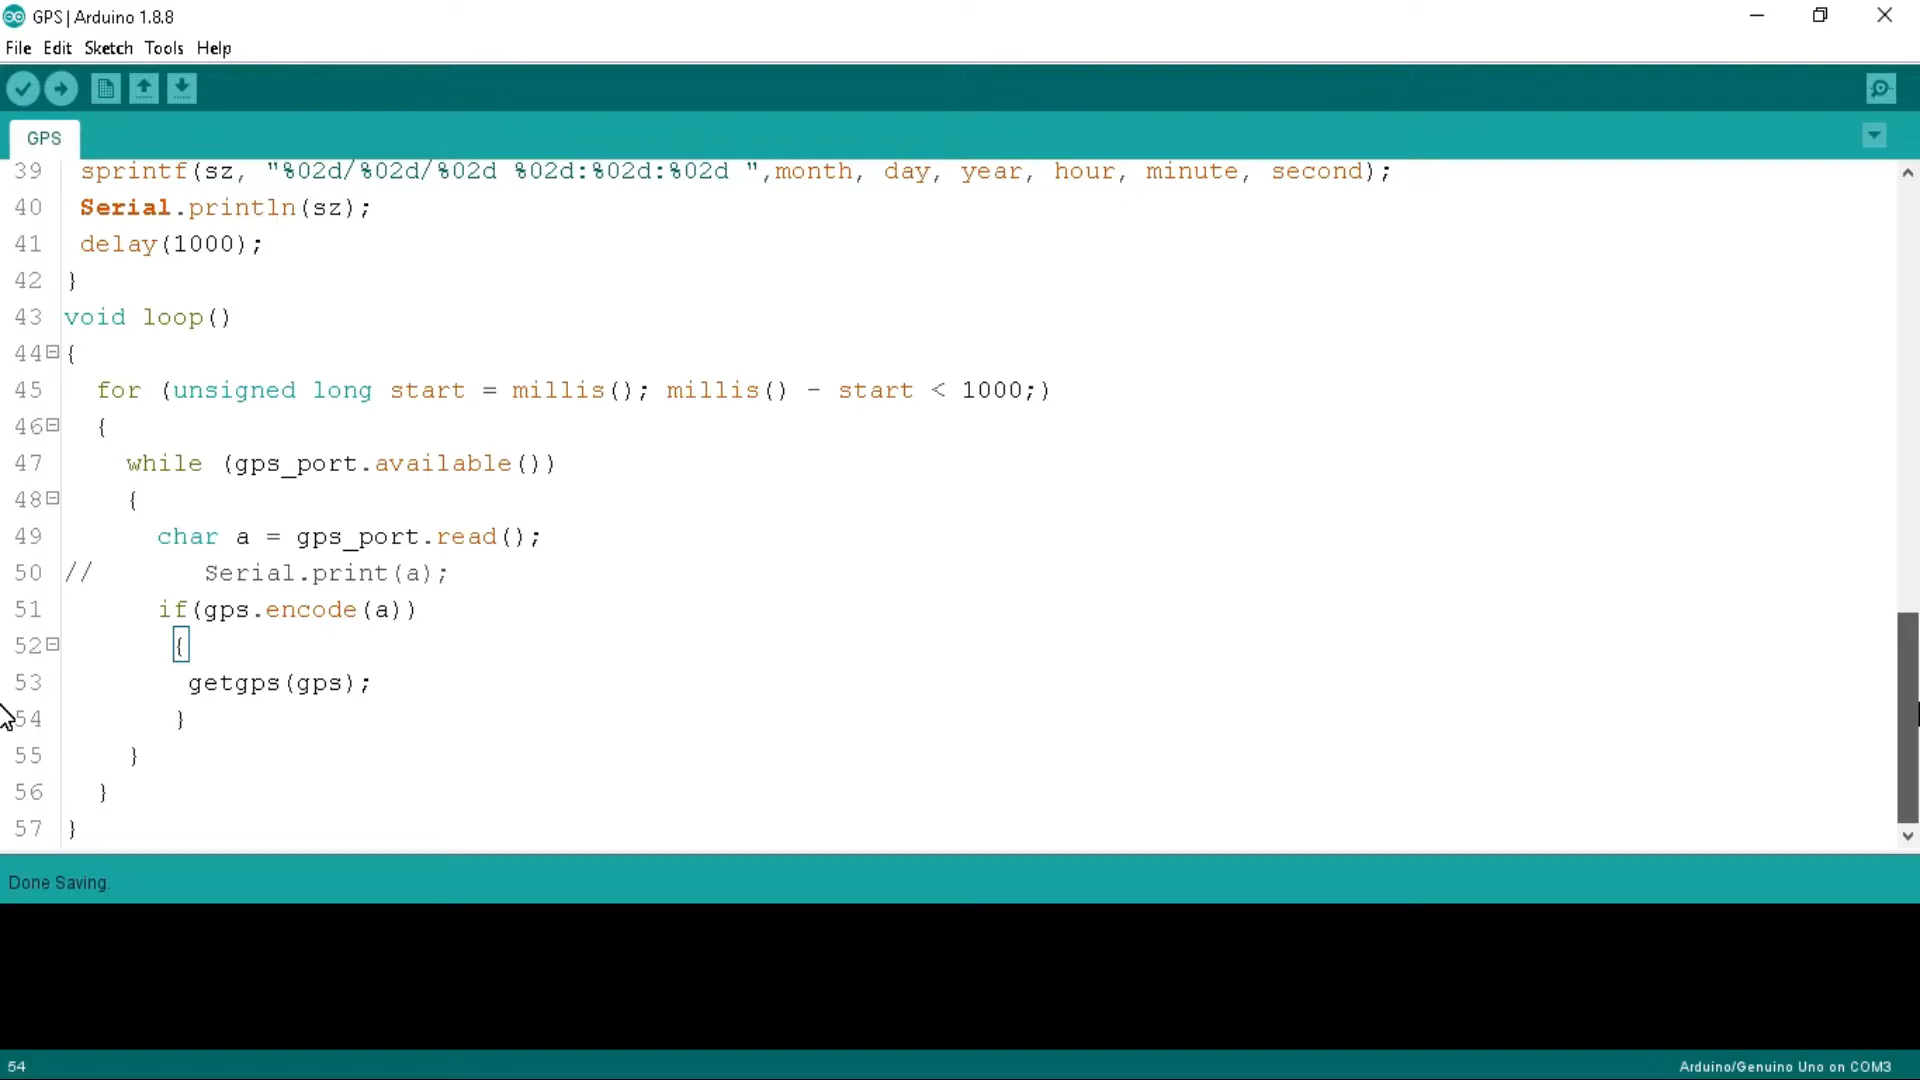 GPS | Arduino 1.8.8
File Edit Sketch Tools Help
GPS
39 sprintf(sz, "%02d/%02d/%02d %02d:%02d:%02d ",month, day, year, hour, minute, second);
40 Serial.println(sz);
41 delay(1000);
42 }
43 void loop()
44 {
45 for (unsigned long start = millis(); millis() - start < 1000;)
46 {
47 while (gps_port.available())
48 {
49 char a = gps_port.read();
50 // Serial.print(a);
51 if(gps.encode(a))
52 {
53 getgps(gps);
54 }
55 }
56 }
57 }
Done Saving.
54 Arduino/Genuino Uno on COM3